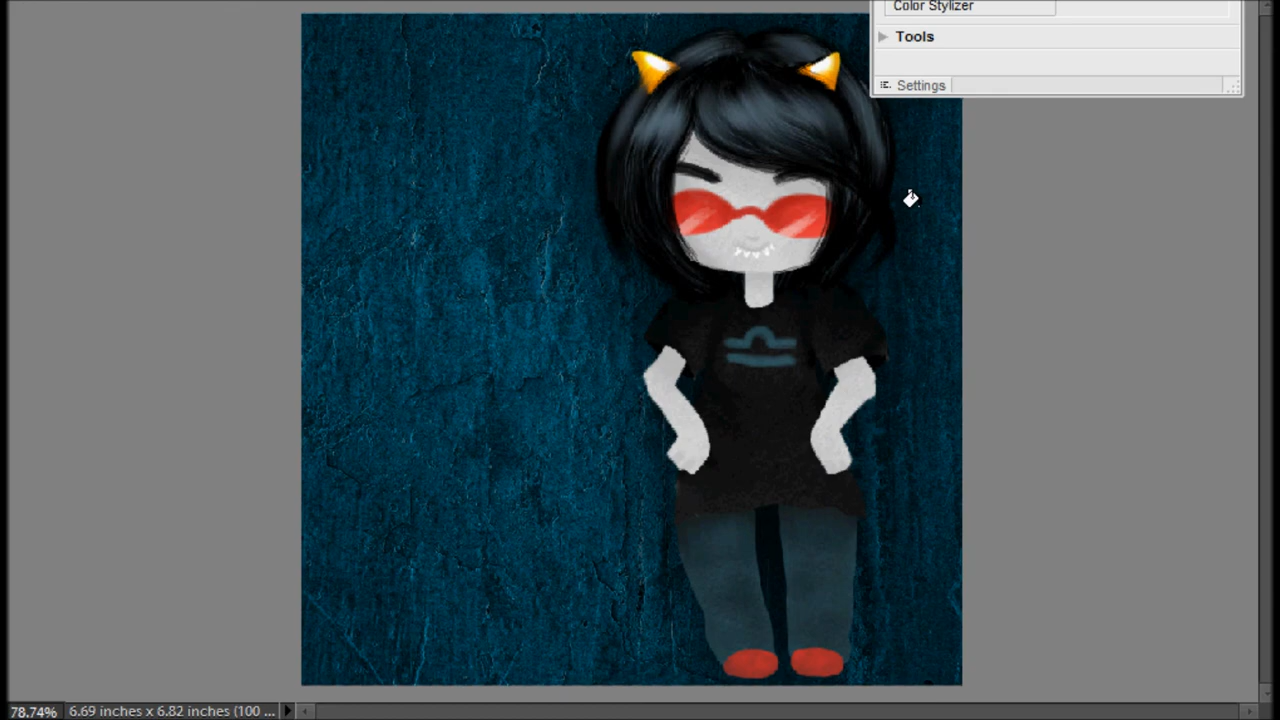 Color Stylizer
Tools
Settings
78.74%
6.69 inches x 6.82 inches (100 ...